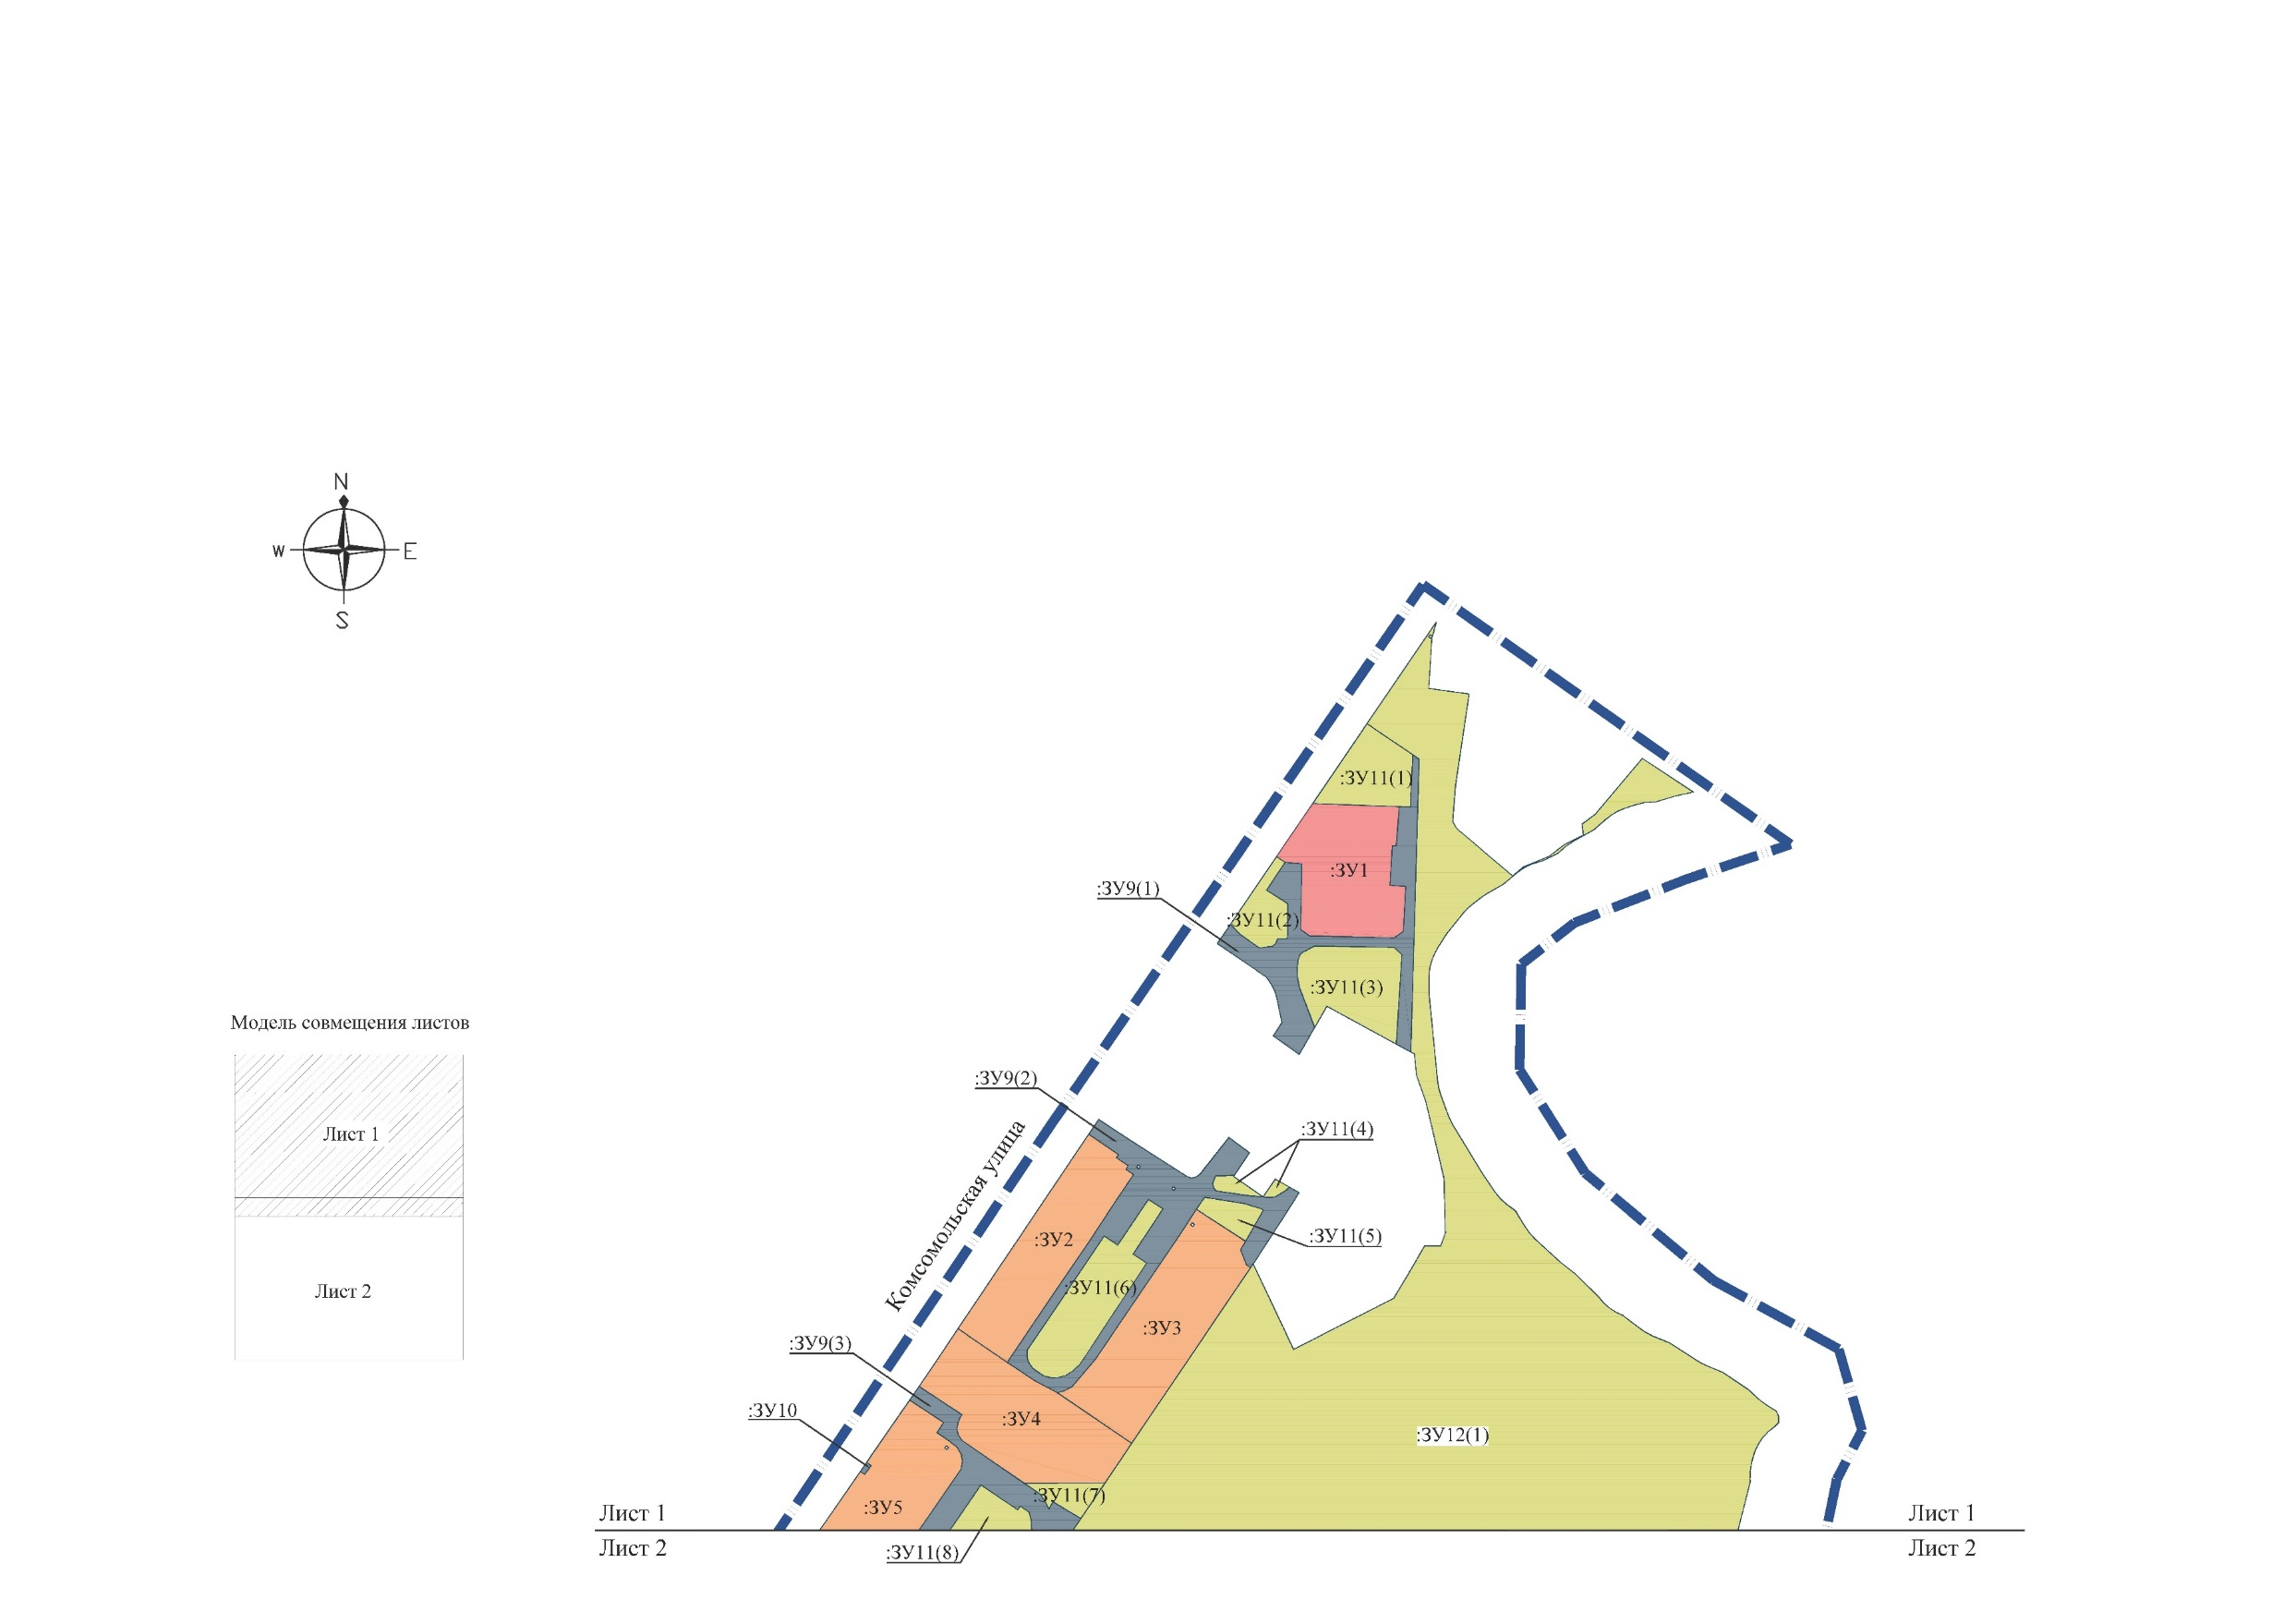 N
W
E
S
:ЗУ11(1)
:ЗУ1
:ЗУ9(1)
:ЗУ11(2)
:ЗУ11(3)
Модель совмещения листов
Лист 1
Лист 2
:ЗУ9(2)
Комсомольская улица
:ЗУ11(4)
:ЗУ11(5)
:ЗУ2
:ЗУ11(6)
:ЗУ3
:ЗУ9(3)
:ЗУ10
:ЗУ4
:ЗУ12(1)
:ЗУ11(7)
:ЗУ5
Лист 1
Лист 1
Лист 2
Лист 2
:ЗУ11(8)